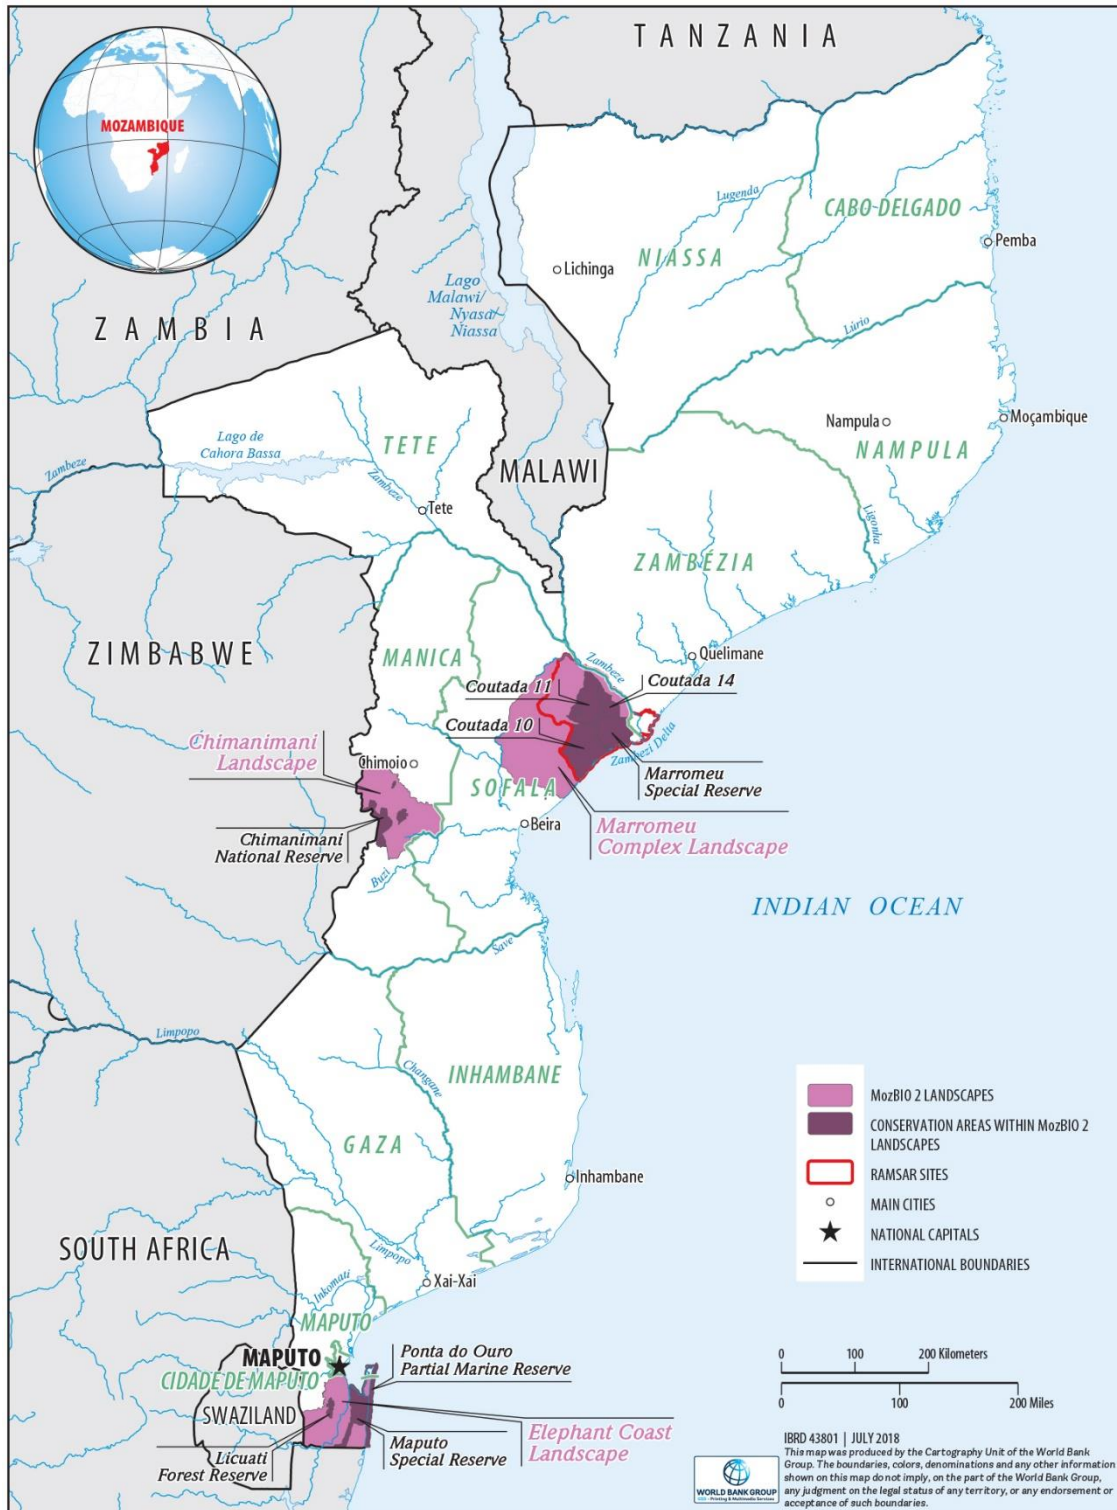 TANZANIA
MOZAMBIQUE
CABO DELGADO
Lugenda
Pemba
NIASSA
Lichinga
Lago
Malawi/
Nyasa/
Niassa
ZAMBIA
Lúrio
Nampula
Moçambique
NAMPULA
TETE
Lago de
Cahora Bassa
MALAWI
Zambeze
Zambeze
Tete
Ligonha
ZAMBÉZIA
ZIMBABWE
MANICA
Quelimane
Zambeze
Coutada 11
Coutada 14
Coutada 10
Zambezi Delta
Chimanimani
Landscape
Chimoio
Marromeu
Special Reserve
SOFALA
Beira
Marromeu
Complex Landscape
Chimanimani
National Reserve
Buzi
INDIAN OCEAN
Save
Limpopo
Changane
INHAMBANE
GAZA
Inhambane
MozBIO 2 LANDSCAPES
CONSERVATION AREAS WITHIN MozBIO 2
LANDSCAPES
RAMSAR SITES
MAIN CITIES
NATIONAL CAPITALS
INTERNATIONAL BOUNDARIES
SOUTH AFRICA
Limpopo
Xai-Xai
Inkomati
MAPUTO
MAPUTO
CIDADE DE MAPUTO
Ponta do Ouro
Partial Marine Reserve
SWAZILAND
Elephant Coast
Landscape
Licuati
Forest Reserve
Maputo
Special Reserve
0 100 200 Kilometers
0 100 200 Miles
IBRD 43801 | JULY 2018
This map was produced by the Cartography Unit of the World Bank
Group. The boundaries, colors, denominations and any other information
shown on this map do not imply, on the part of the World Bank Group,
any judgment on the legal status of any territory, or any endorsement or
acceptance of such boundaries.
WORLD BANK GROUP
Printing & Multimedia Services